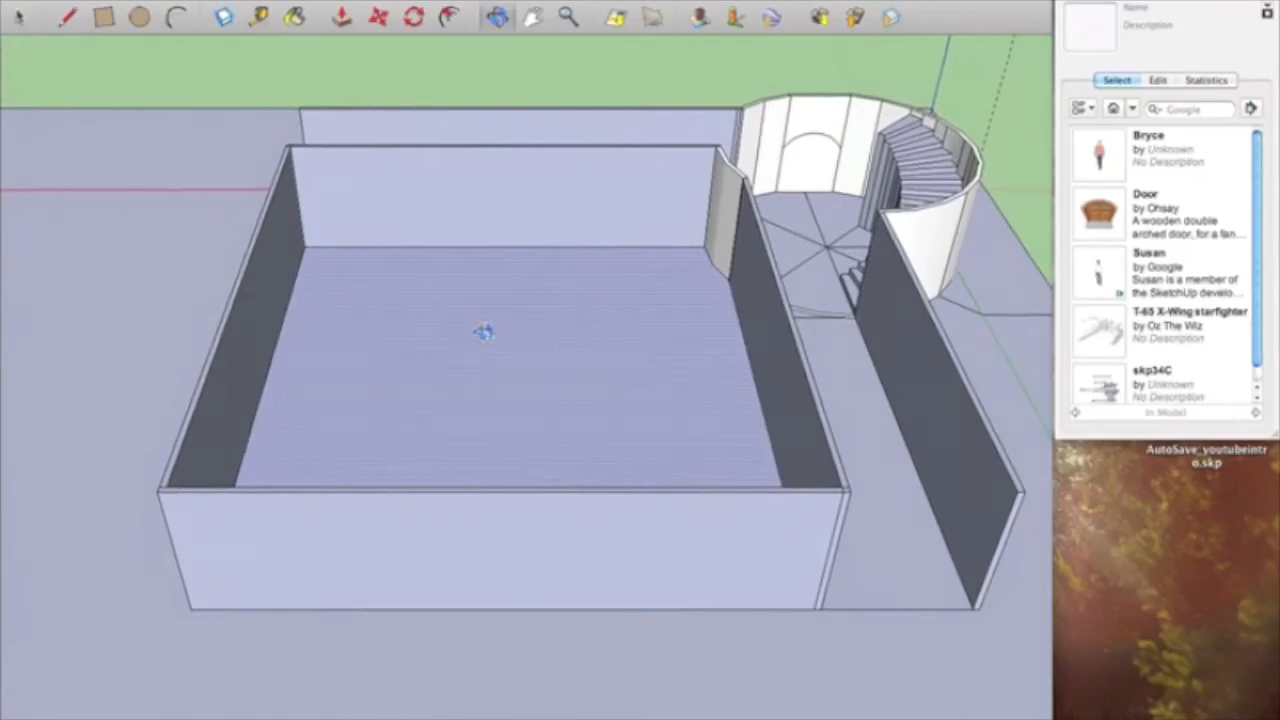 Name
Description
Select
Edit
Statistics
Google
Bryce
by Unknown
No Description
Door
by Ohsay
A wooden double
arched door, for a fan...
Susan
by Google
Susan is a member of
the SketchUp develo...
T-65 X-Wing starfighter
by Oz The Wiz
No Description
skp34C
by Unknown
No Description
In Model
AutoSave_youtubeintr
o.skp